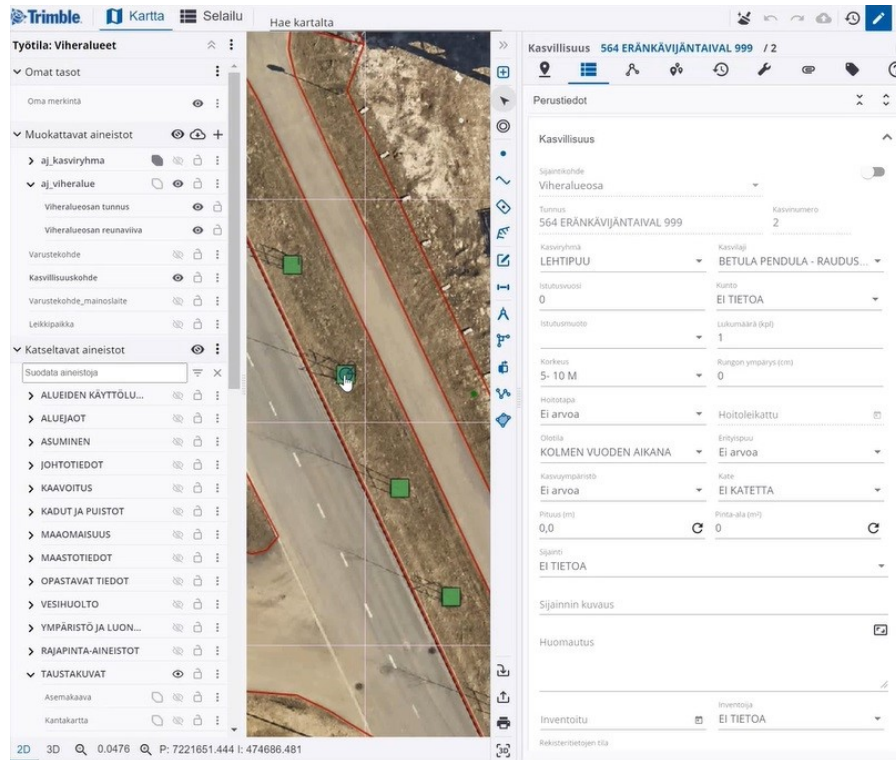 Trimble
Kartta
Selailu
Hae kartalta
Työtila: Viheralueet
Omat tasot
Oma merkintä
Muokattavat aineistot
aj_kasviryhma
aj_viheralue
Viheralueosan tunnus
Viheralueosan reunaviiva
Varustekohde
Kasvillisuuskohde
Varustekohde_mainoslaite
Leikkipaikka
Katseltavat aineistot
Suodata aineistoja
ALUEIDEN KÄYTTÖLU...
ALUEJAOT
ASUMINEN
JOHTOTIEDOT
KAAVOITUS
KADUT JA PUISTOT
MAAOMAISUUS
MAASTOTIEDOT
OPASTAVAT TIEDOT
VESIHUOLTO
YMPÄRISTÖ JA LUON...
RAJAPINTA-AINEISTOT
TAUSTAKUVAT
Asemakaava
Kantakartta
2D 3D 0.0476 P: 7221651.444 I: 474686.481
3D
Kasvillisuus 564 ERÄNKÄVIJÄNTAIVAL 999 / 2
Perustiedot
Kasvillisuus
Sijaintikohde
Viheralueosa
Tunnus Kasvinumero
564 ERÄNKÄVIJÄNTAIVAL 999 2
Kasviryhmä Kasvilaji
LEHTIPUU BETULA PENDULA - RAUDUS...
Istutusvuosi Kunto
0 EI TIETOA
Istutusmuoto Lukumäärä (kpl)
1
Korkeus Rungon ympärys (cm)
5- 10 M 0
Hoitotapa
Ei arvoa Hoitoleikattu
Olotila Erityispuu
KOLMEN VUODEN AIKANA Ei arvoa
Kasvuympäristö Kate
Ei arvoa EI KATETTA
Pituus (m) Pinta-ala (m²)
0,0 0
Sijainti
EI TIETOA
Sijainnin kuvaus
Huomautus
Inventoija
Inventoitu EI TIETOA
Rekisteritietojen tila